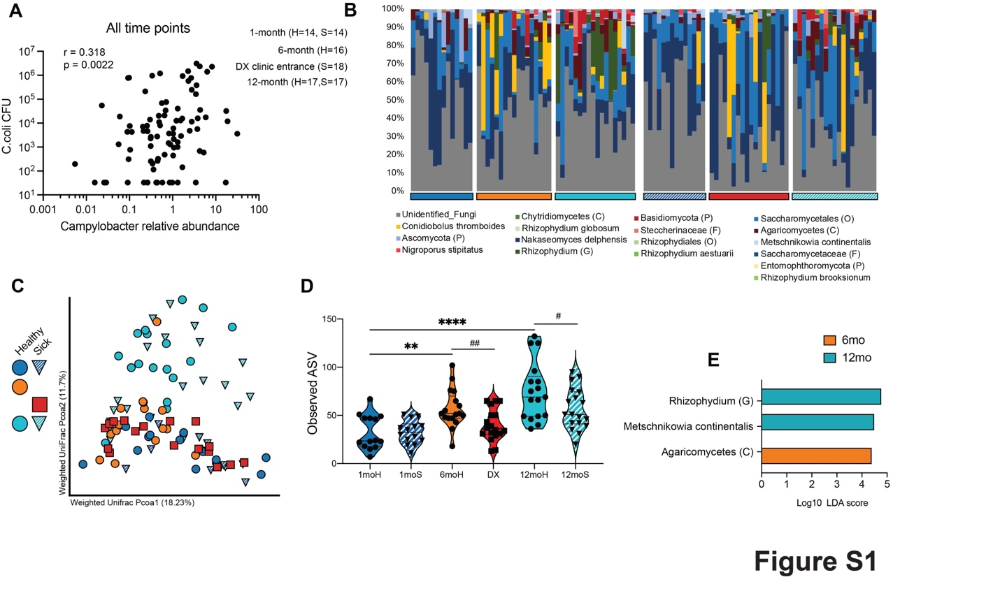 A
All time points
r = 0.318
p = 0.0022
10⁷
10⁶
10⁵
10⁴
10³
10²
10¹
C.coli CFU
0.001 0.01 0.1 1 10 100
Campylobacter relative abundance
1-month (H=14, S=14)
6-month (H=16)
DX clinic entrance (S=18)
12-month (H=17,S=17)
B
100%
90%
80%
70%
60%
50%
40%
30%
20%
10%
0%
Unidentified_Fungi
Conidiobolus thromboides
Ascomycota (P)
Nigroporus stipitatus
Chytridiomycetes (C)
Rhizophydium globosum
Nakaseomyces delphensis
Rhizophydium (G)
Basidiomycota (P)
Steccherinaceae (F)
Rhizophydiales (O)
Rhizophydium aestuarii
Saccharomycetales (O)
Agaricomycetes (C)
Metschnikowia continentalis
Saccharomycetaceae (F)
Entomophthoromycota (P)
Rhizophydium brooksionum
C
Healthy
Sick
Weighted UniFrac Pcoa2 (11.7%)
Weighted Unifrac Pcoa1 (18.23%)
D
Observed ASV
150
100
50
0
****
**
##
#
1moH 1moS 6moH DX 12moH 12moS
E
6mo
12mo
Rhizophydium (G)
Metschnikowia continentalis
Agaricomycetes (C)
0 1 2 3 4 5
Log10 LDA score
Figure S1